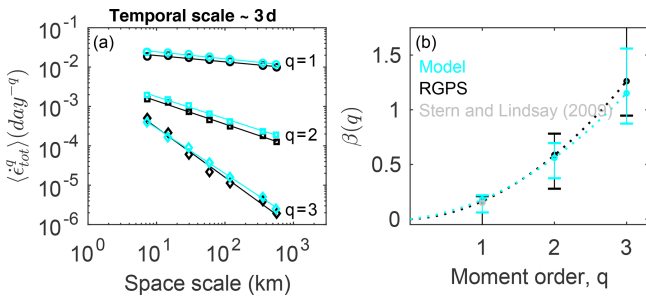 Temporal scale ~ 3 d
(a)
q=1
q=2
q=3
10^-1
10^-2
10^-3
10^-4
10^-5
10^-6
⟨ε̇^q_tot⟩(day^-q)
10^0 10^1 10^2 10^3
Space scale (km)
(b)
Model
RGPS
Stern and Lindsay (2009)
1.5
1
0.5
0
β(q)
1 2 3
Moment order, q